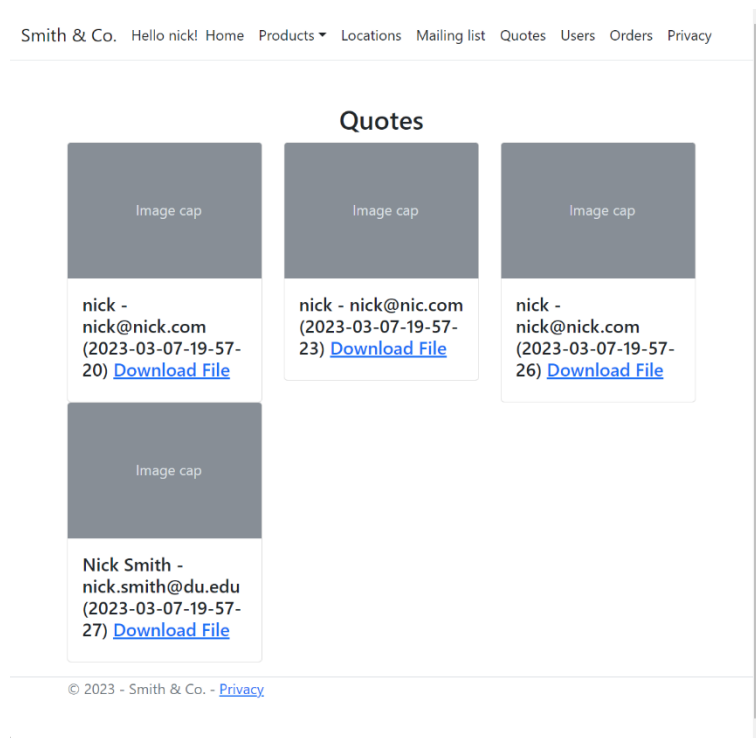 Smith & Co. Hello nick! Home Products Locations Mailing list Quotes Users Orders Privacy
Quotes
Image cap
nick -
nick@nick.com
(2023-03-07-19-57-
20) Download File
Image cap
nick - nick@nic.com
(2023-03-07-19-57-
23) Download File
Image cap
nick -
nick@nick.com
(2023-03-07-19-57-
26) Download File
Image cap
Nick Smith -
nick.smith@du.edu
(2023-03-07-19-57-
27) Download File
© 2023 - Smith & Co. - Privacy